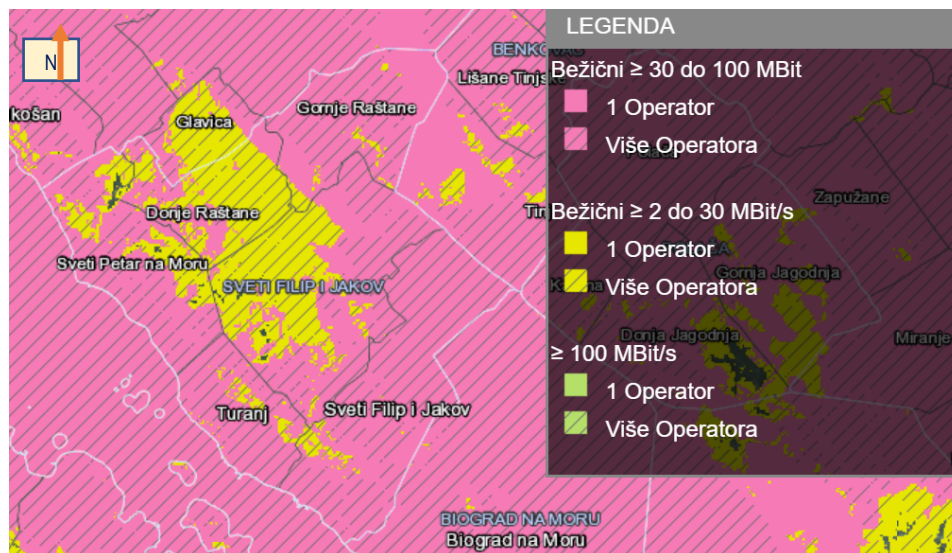 N
BENKOVAC
Lišane Tinjske
Gornje Raštane
Glavica
košan
Donje Raštane
Sveti Petar na Moru
SVETI FILIP I JAKOV
Turanj
Sveti Filip i Jakov
BIOGRAD NA MORU
Biograd na Moru
LEGENDA
Bežični ≥ 30 do 100 MBit
1 Operator
Više Operatora
Bežični ≥ 2 do 30 MBit/s
1 Operator
Više Operatora
≥ 100 MBit/s
1 Operator
Više Operatora
Zapužane
Gornja Jagodnja
Donja Jagodnja
Miranje